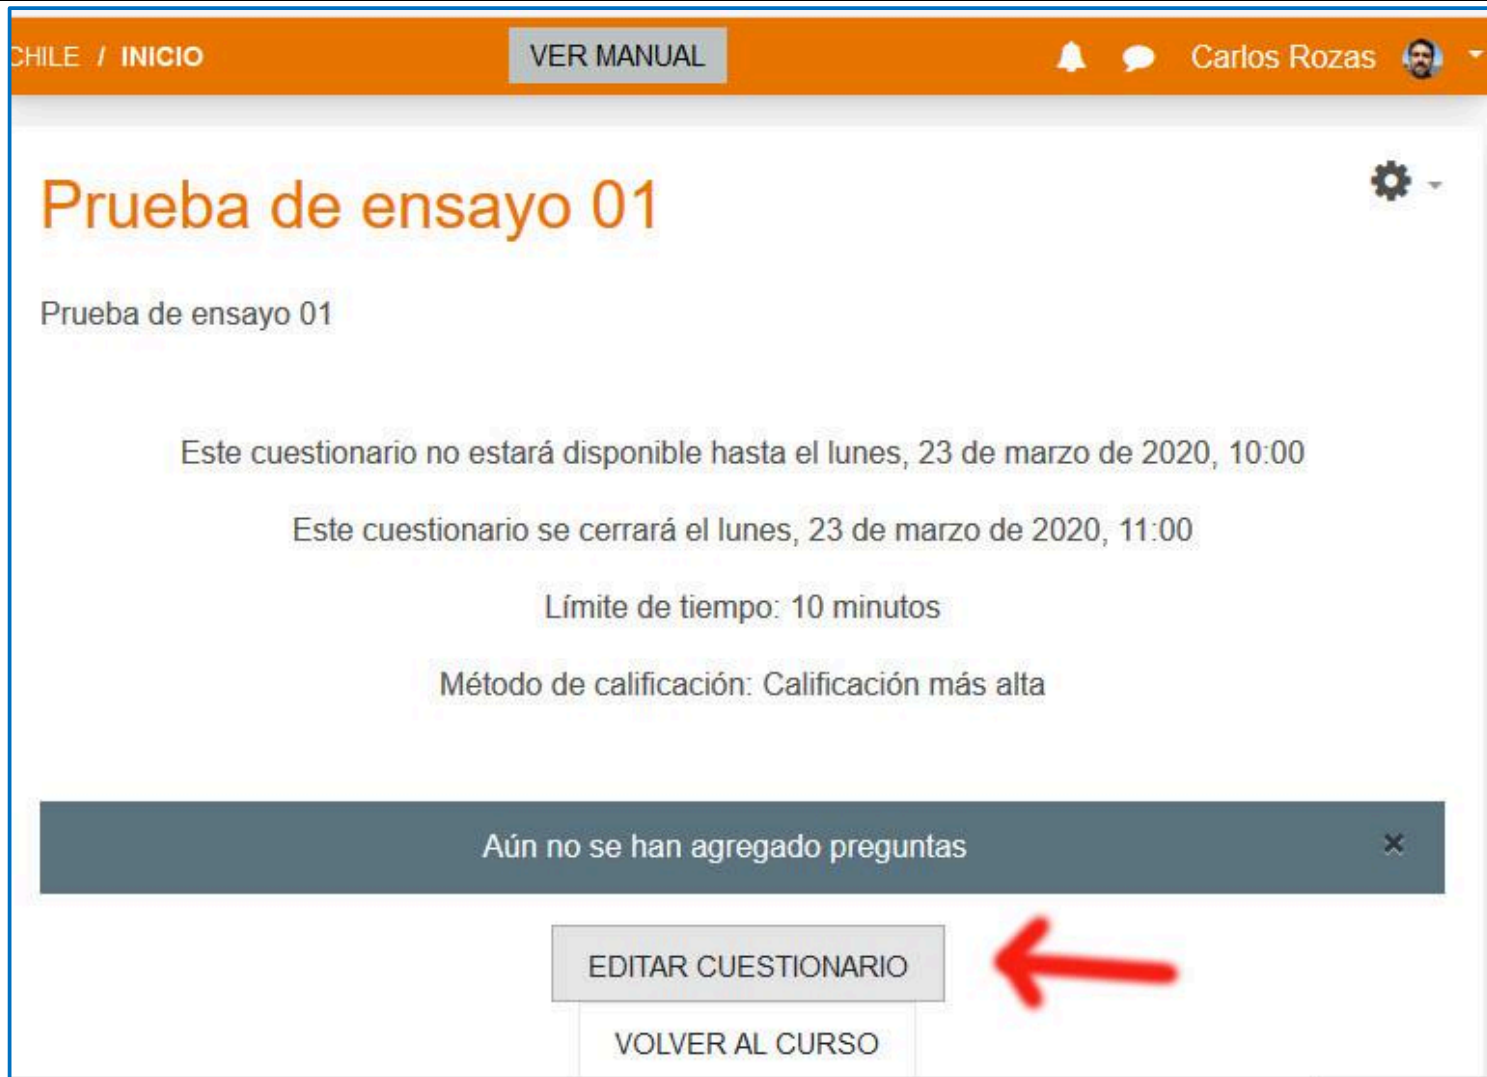 CHILE / INICIO VER MANUAL Carlos Rozas
Prueba de ensayo 01
Prueba de ensayo 01
Este cuestionario no estará disponible hasta el lunes, 23 de marzo de 2020, 10:00
Este cuestionario se cerrará el lunes, 23 de marzo de 2020, 11:00
Límite de tiempo: 10 minutos
Método de calificación: Calificación más alta
Aún no se han agregado preguntas
EDITAR CUESTIONARIO
VOLVER AL CURSO